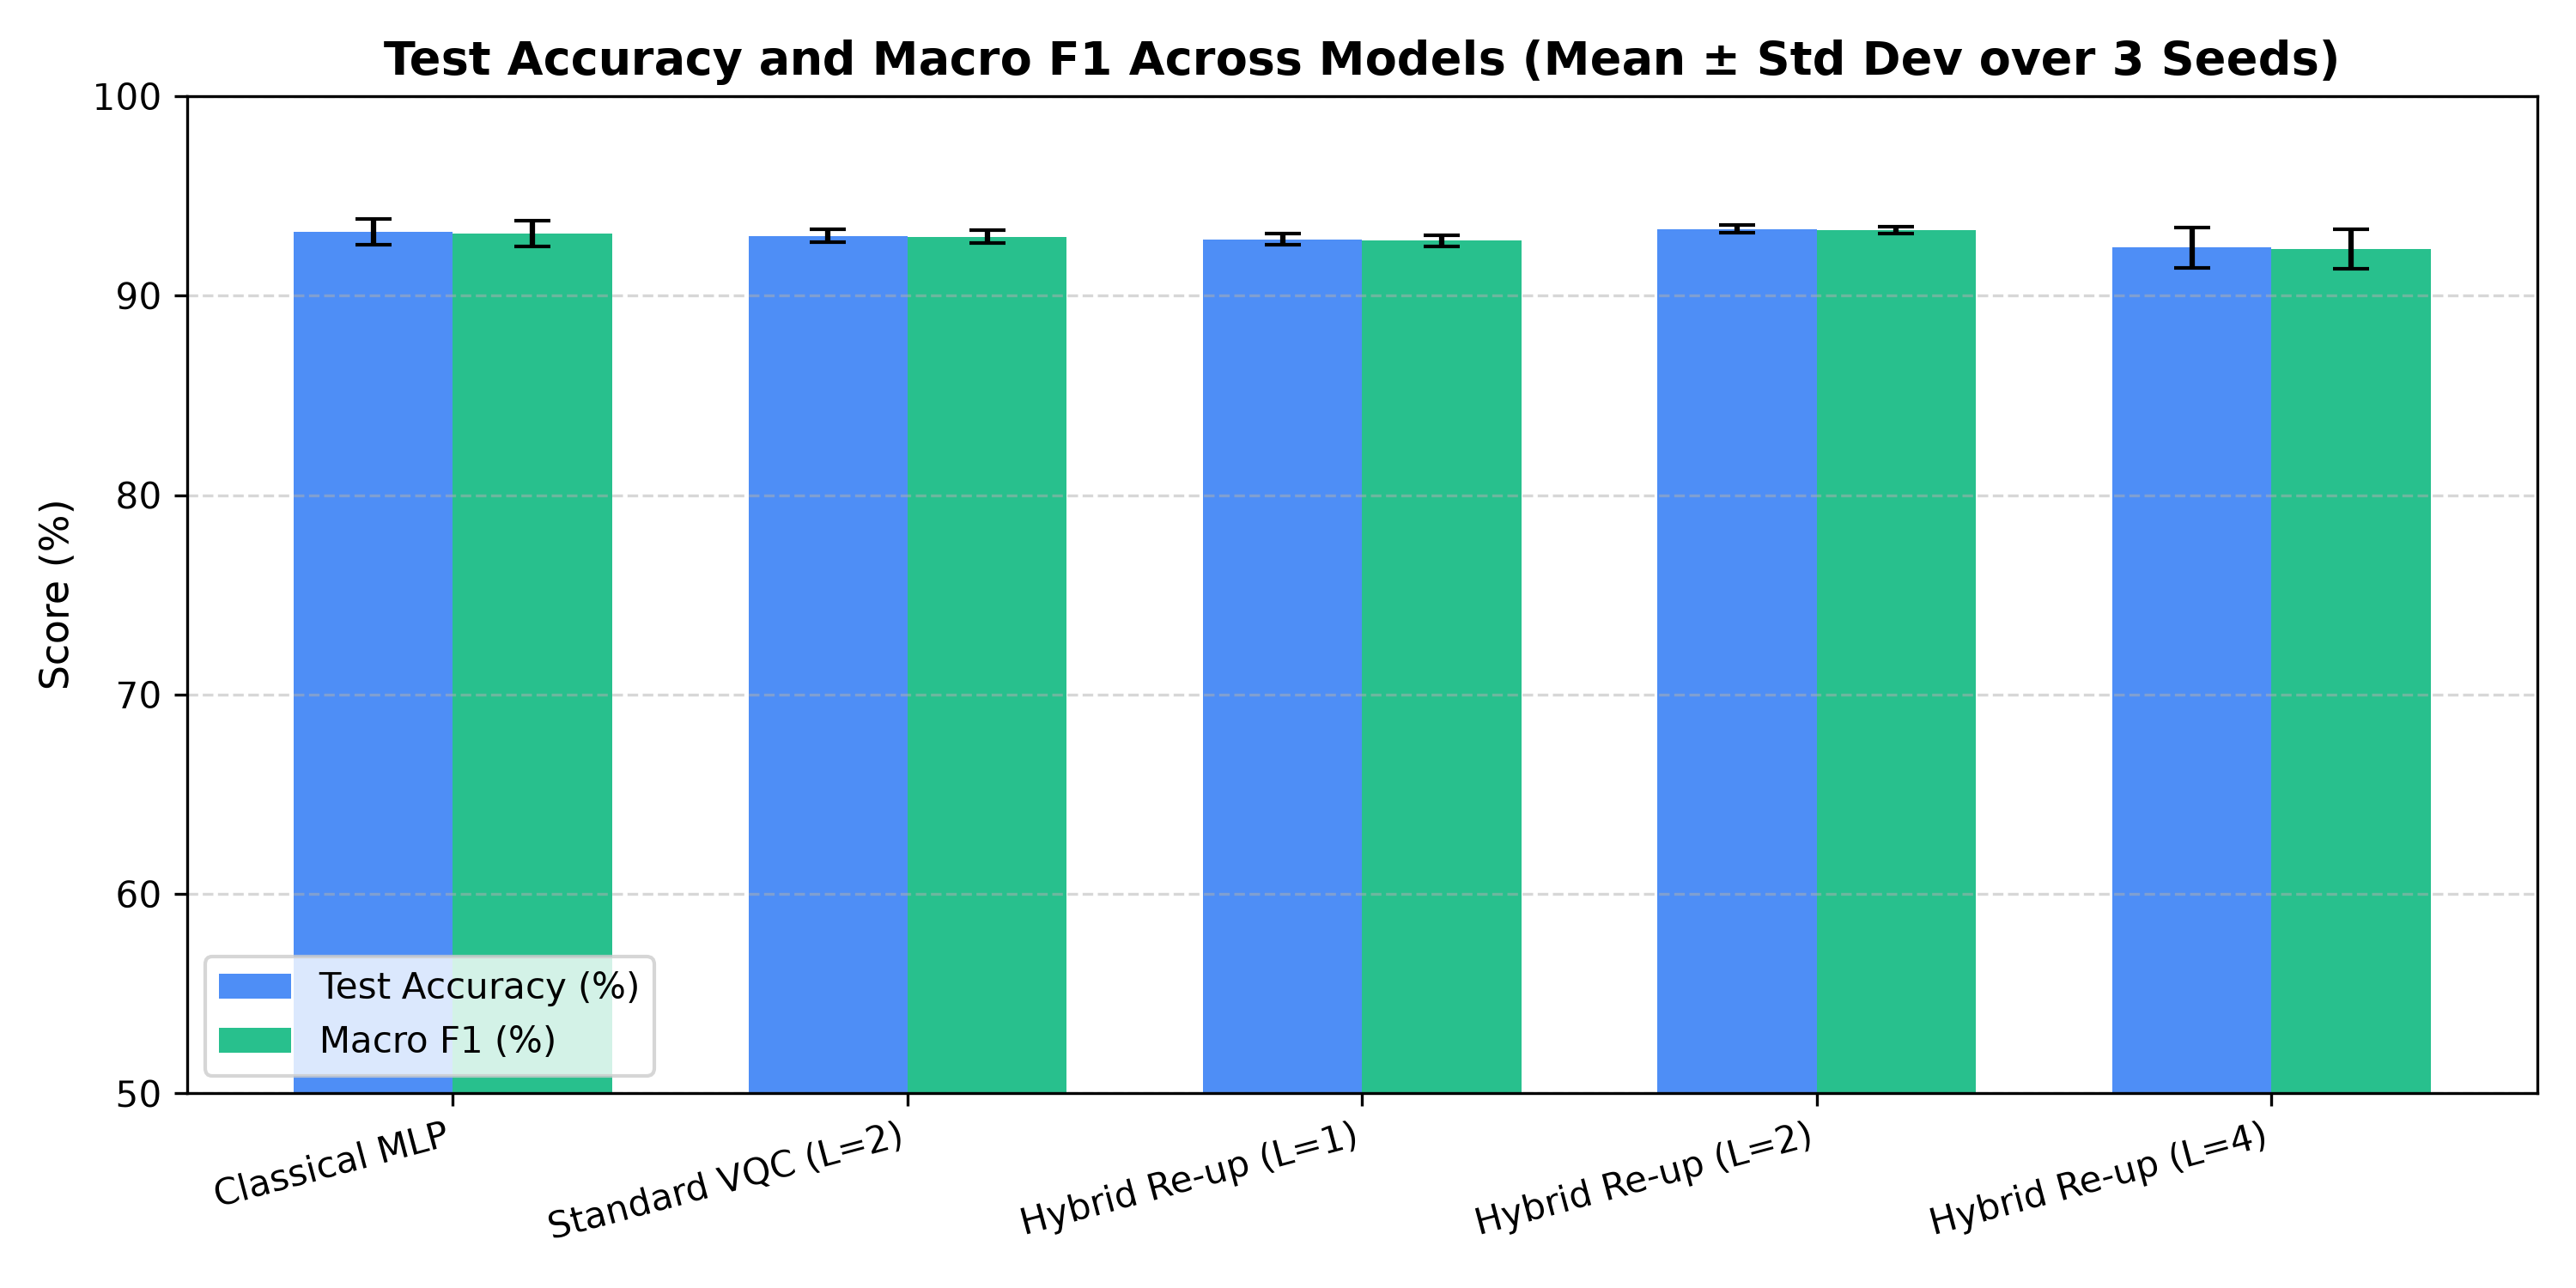 Test Accuracy and Macro F1 Across Models (Mean ± Std Dev over 3 Seeds)
100
90
80
70
60
50
Score (%)
Test Accuracy (%)
Macro F1 (%)
Classical MLP
Standard VQC (L=2)
Hybrid Re-up (L=1)
Hybrid Re-up (L=2)
Hybrid Re-up (L=4)